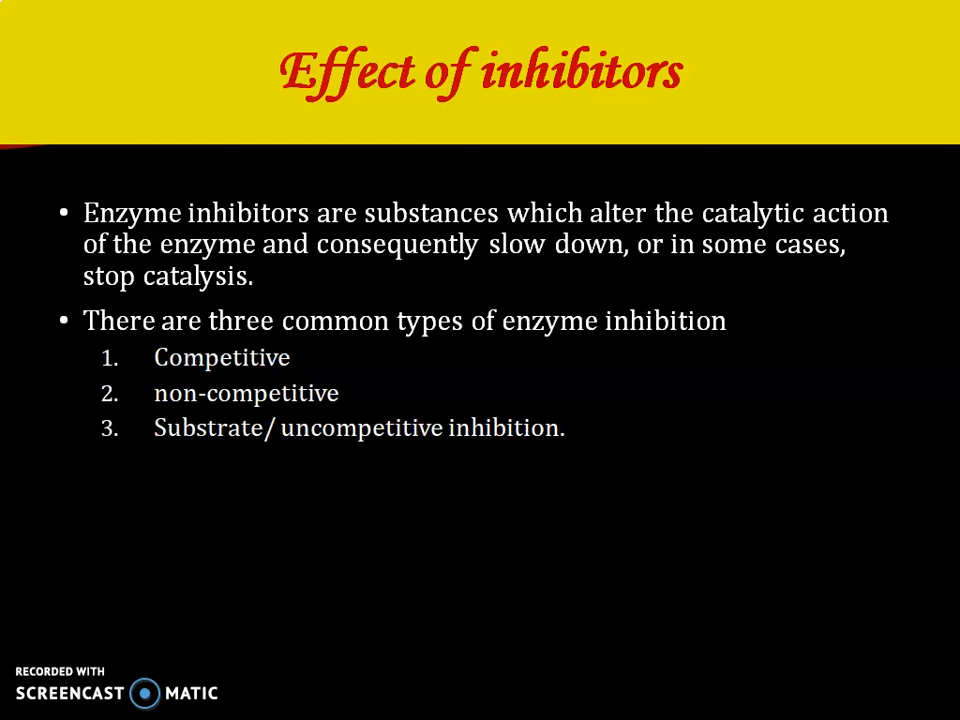 Effect of inhibitors
• Enzyme inhibitors are substances which alter the catalytic action
of the enzyme and consequently slow down, or in some cases,
stop catalysis.
• There are three common types of enzyme inhibition
1. Competitive
2. non-competitive
3. Substrate/ uncompetitive inhibition.
RECORDED WITH
SCREENCAST MATIC